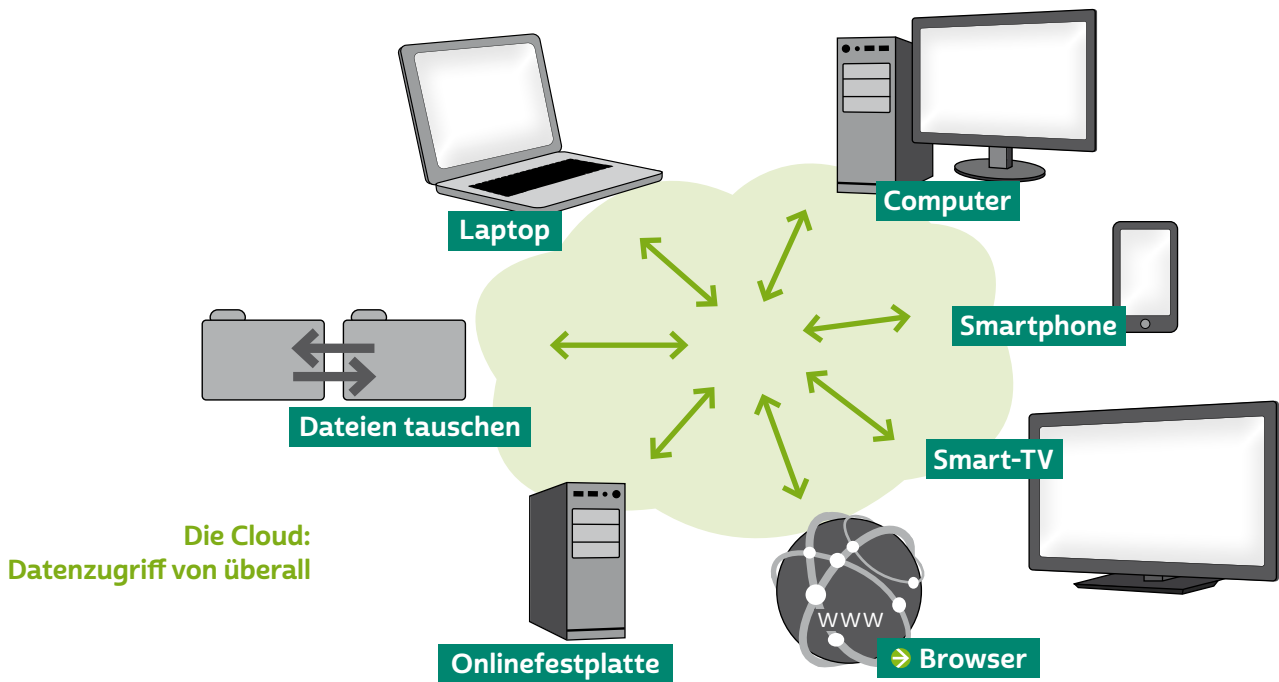 Laptop
Computer
Smartphone
Dateien tauschen
Smart-TV
Die Cloud:
Datenzugriff von überall
www
Onlinefestplatte
Browser